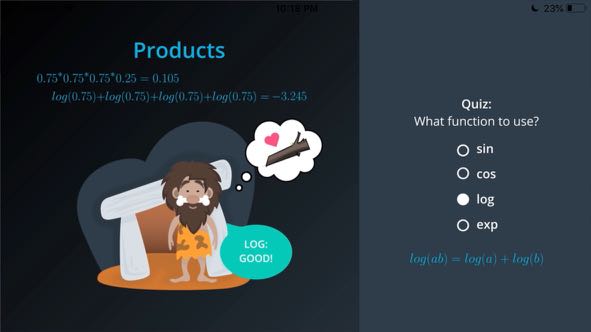 10:18 PM
23%
Products
0.75*0.75*0.75*0.25 = 0.105
log(0.75)+log(0.75)+log(0.75)+log(0.75) = −3.245
LOG:
GOOD!
Quiz:
What function to use?
sin
cos
log
exp
log(ab) = log(a) + log(b)